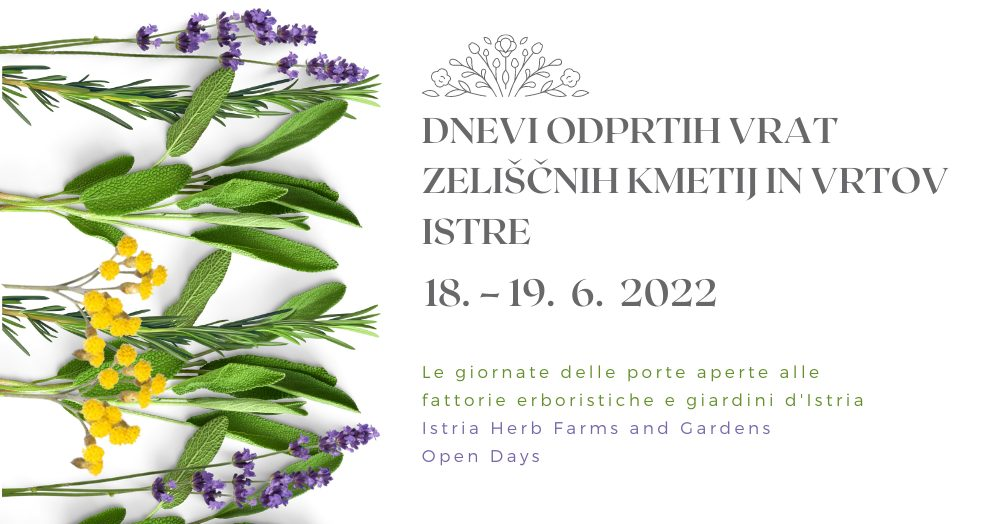 DNEVI ODPRTIH VRAT
ZELIŠČNIH KMETIJ IN VRTOV
ISTRE
18. – 19. 6. 2022
Le giornate delle porte aperte alle
fattorie erboristiche e giardini d'Istria
Istria Herb Farms and Gardens
Open Days